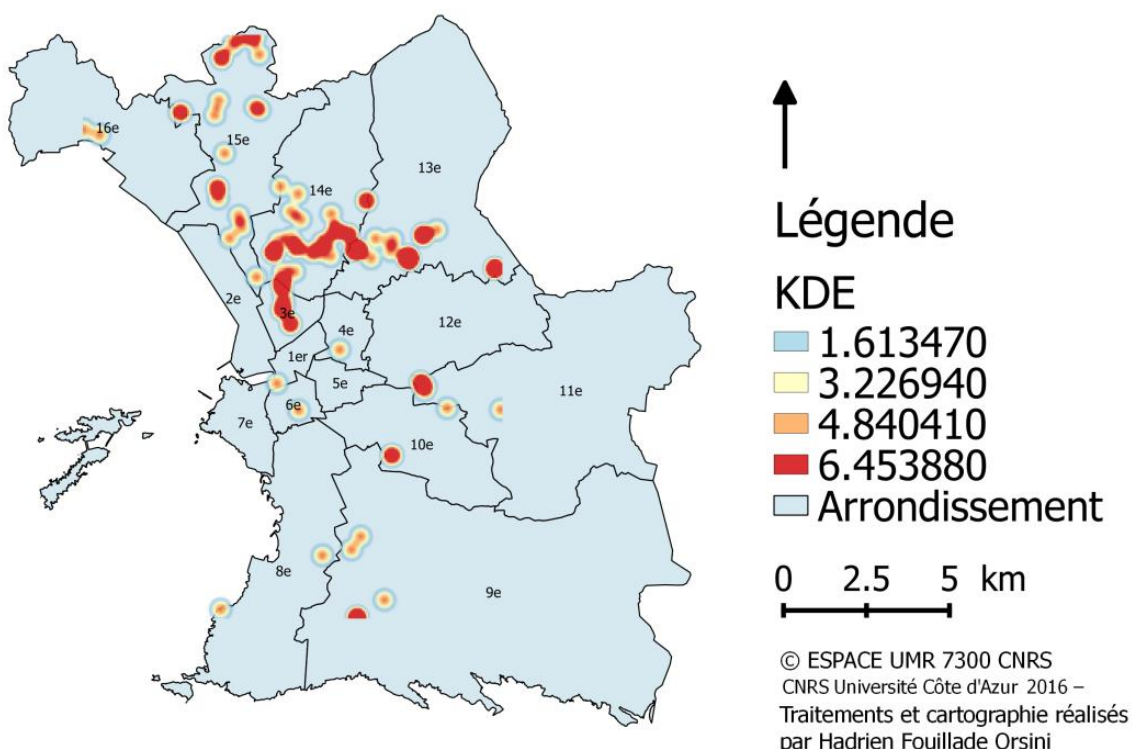 16e
15e
14e
13e
2e
3e
4e
12e
1er
5e
11e
6e
7e
10e
8e
9e
Légende
KDE
1.613470
3.226940
4.840410
6.453880
Arrondissement
0 2.5 5 km
© ESPACE UMR 7300 CNRS
CNRS Université Côte d'Azur 2016 –
Traitements et cartographie réalisés
par Hadrien Fouillade Orsini